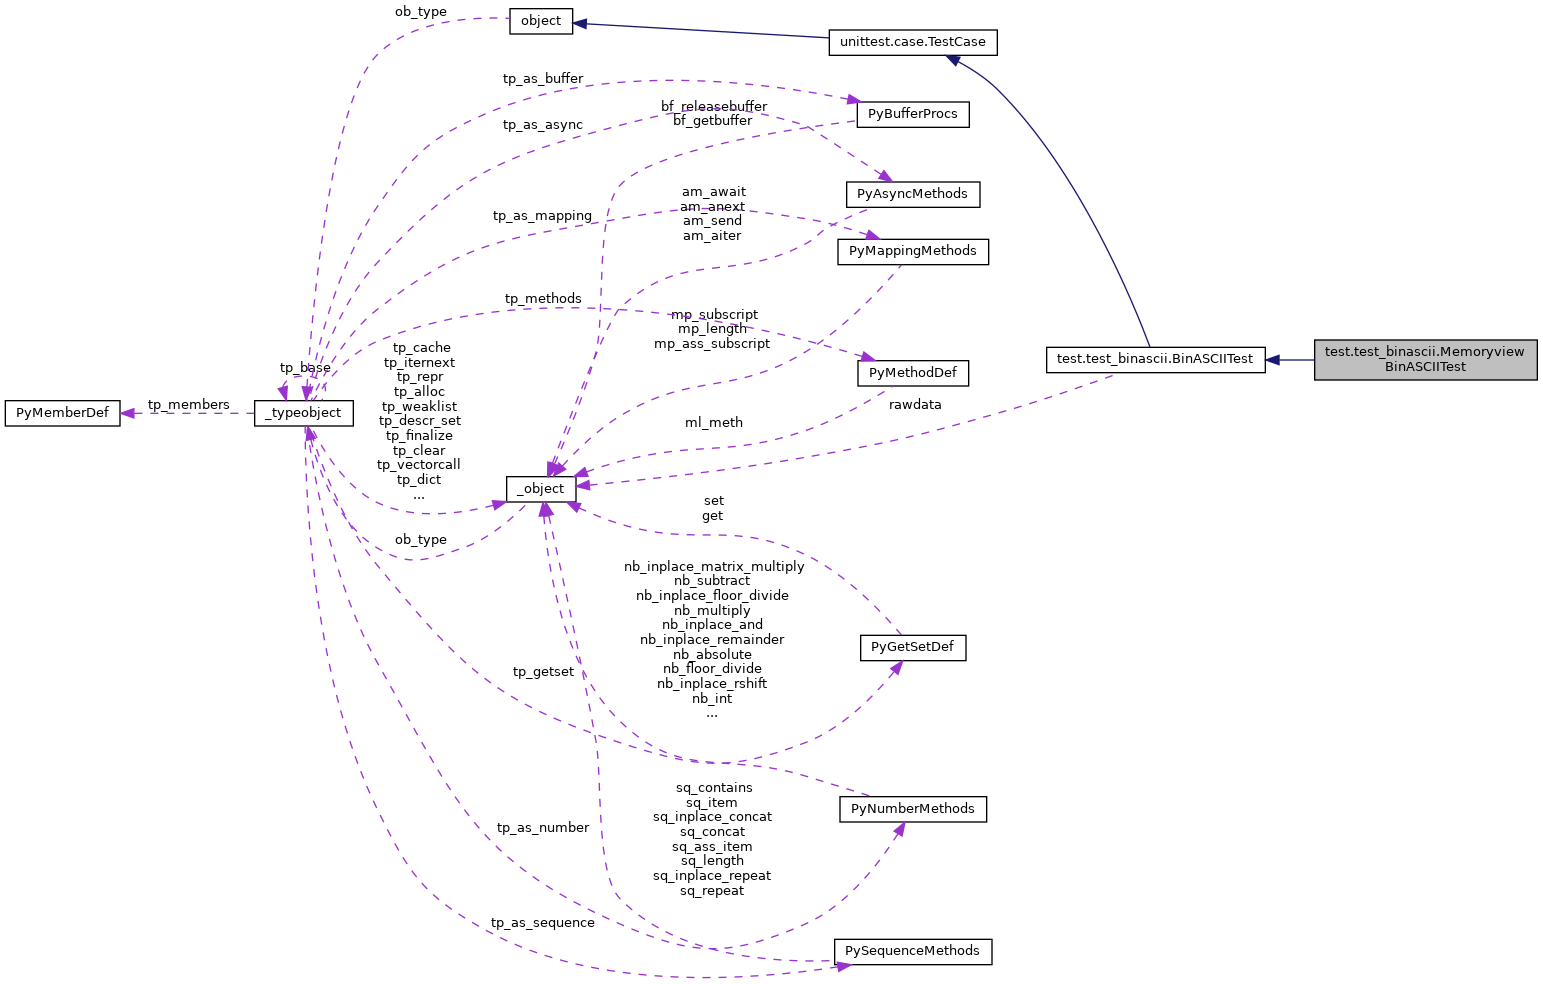 ob_type
object
unittest.case.TestCase
tp_as_buffer
bf_releasebuffer
bf_getbuffer
PyBufferProcs
tp_as_async
PyAsyncMethods
am_await
am_anext
am_send
am_aiter
tp_as_mapping
PyMappingMethods
tp_methods
mp_subscript
mp_length
mp_ass_subscript
PyMethodDef
test.test_binascii.BinASCIITest
test.test_binascii.Memoryview
BinASCIITest
tp_base
tp_cache
tp_iternext
tp_repr
tp_alloc
tp_weaklist
tp_descr_set
tp_finalize
tp_clear
tp_vectorcall
tp_dict
...
PyMemberDef
tp_members
_typeobject
rawdata
ml_meth
_object
ob_type
set
get
nb_inplace_matrix_multiply
nb_subtract
nb_inplace_floor_divide
nb_multiply
nb_inplace_and
nb_inplace_remainder
nb_absolute
nb_floor_divide
nb_inplace_rshift
nb_int
...
PyGetSetDef
tp_getset
sq_contains
sq_item
sq_inplace_concat
sq_concat
sq_ass_item
sq_length
sq_inplace_repeat
sq_repeat
PyNumberMethods
tp_as_number
tp_as_sequence
PySequenceMethods